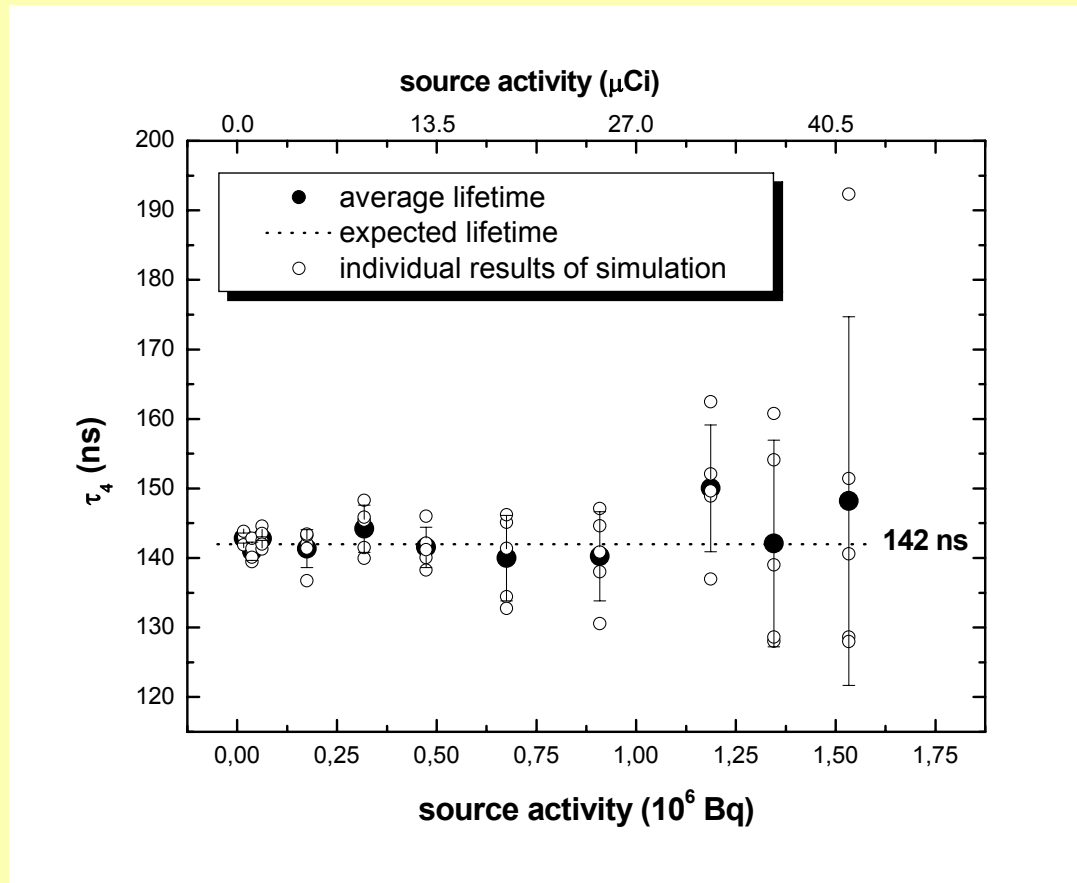 source activity (μCi)
0.0 13.5 27.0 40.5
200
190
180
170
160
150
140
130
120
τ4 (ns)
average lifetime
expected lifetime
individual results of simulation
142 ns
0,00 0,25 0,50 0,75 1,00 1,25 1,50 1,75
source activity (10⁶ Bq)